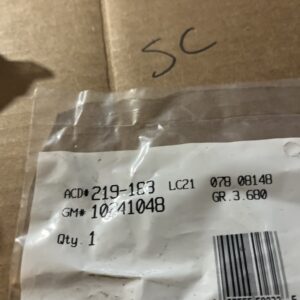 SC
ACD# 219-183 LC21 078 08148
GM# 10241048 GR.3.680
Qty. 1